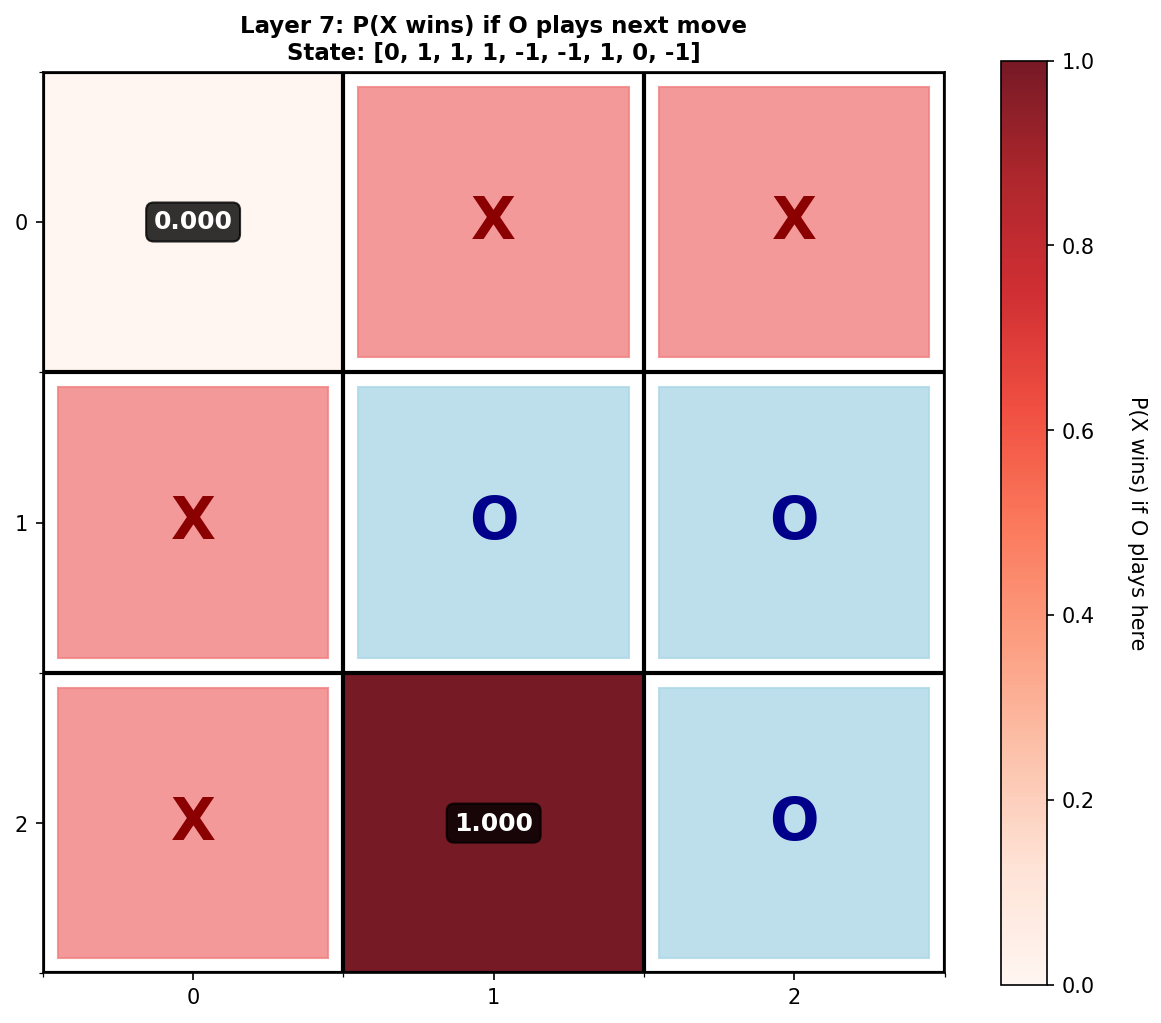 Layer 7: P(X wins) if O plays next move
State: [0, 1, 1, 1, -1, -1, 1, 0, -1]
0
0.000
X
X
1
X
O
O
2
X
1.000
O
0
1
2
1.0
0.8
0.6
0.4
0.2
0.0
P(X wins) if O plays here